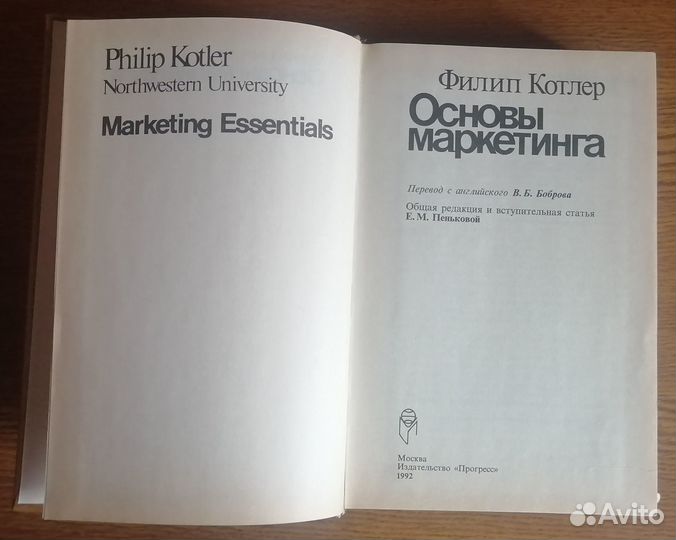 Philip Kotler
Northwestern University
Marketing Essentials
Филип Котлер
Основы
маркетинга
Перевод с английского В. Б. Боброва
Общая редакция и вступительная статья
Е. М. Пеньковой
Москва
Издательство «Прогресс»
1992
Avito